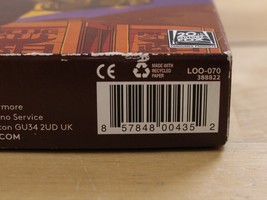 CE
MADE WITH
RECYCLED
PAPER
LOO-070
388822
rmore
no Service
ton GU34 2UD UK
.COM
8 57848 00435 2